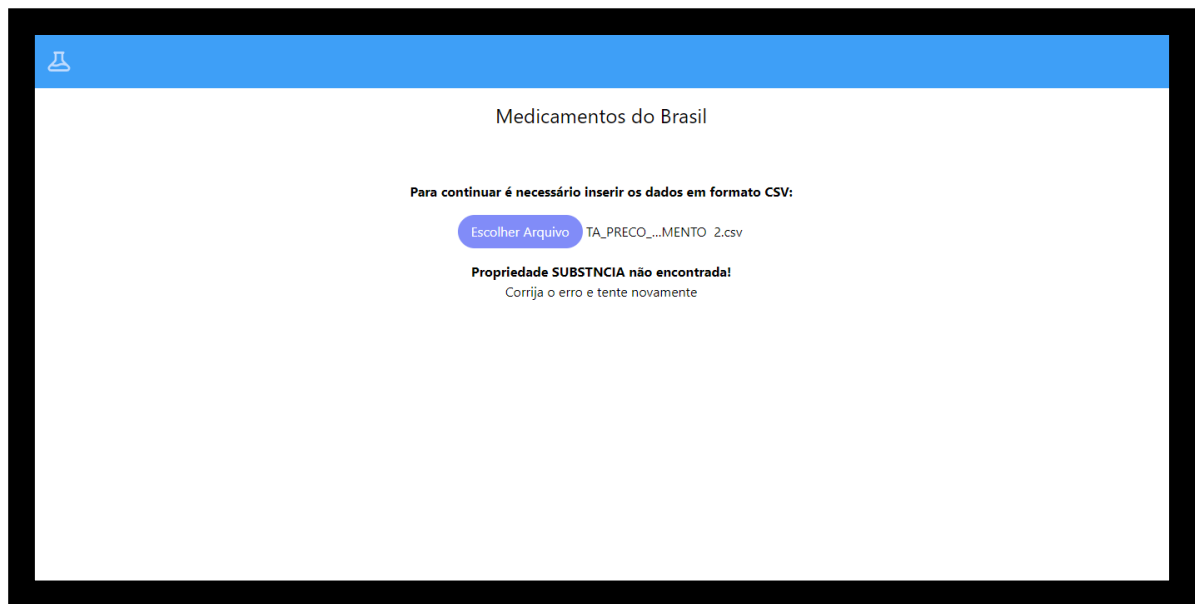 Medicamentos do Brasil
Para continuar é necessário inserir os dados em formato CSV:
Escolher Arquivo TA_PRECO_...MENTO 2.csv
Propriedade SUBSTNCIA não encontrada!
Corrija o erro e tente novamente